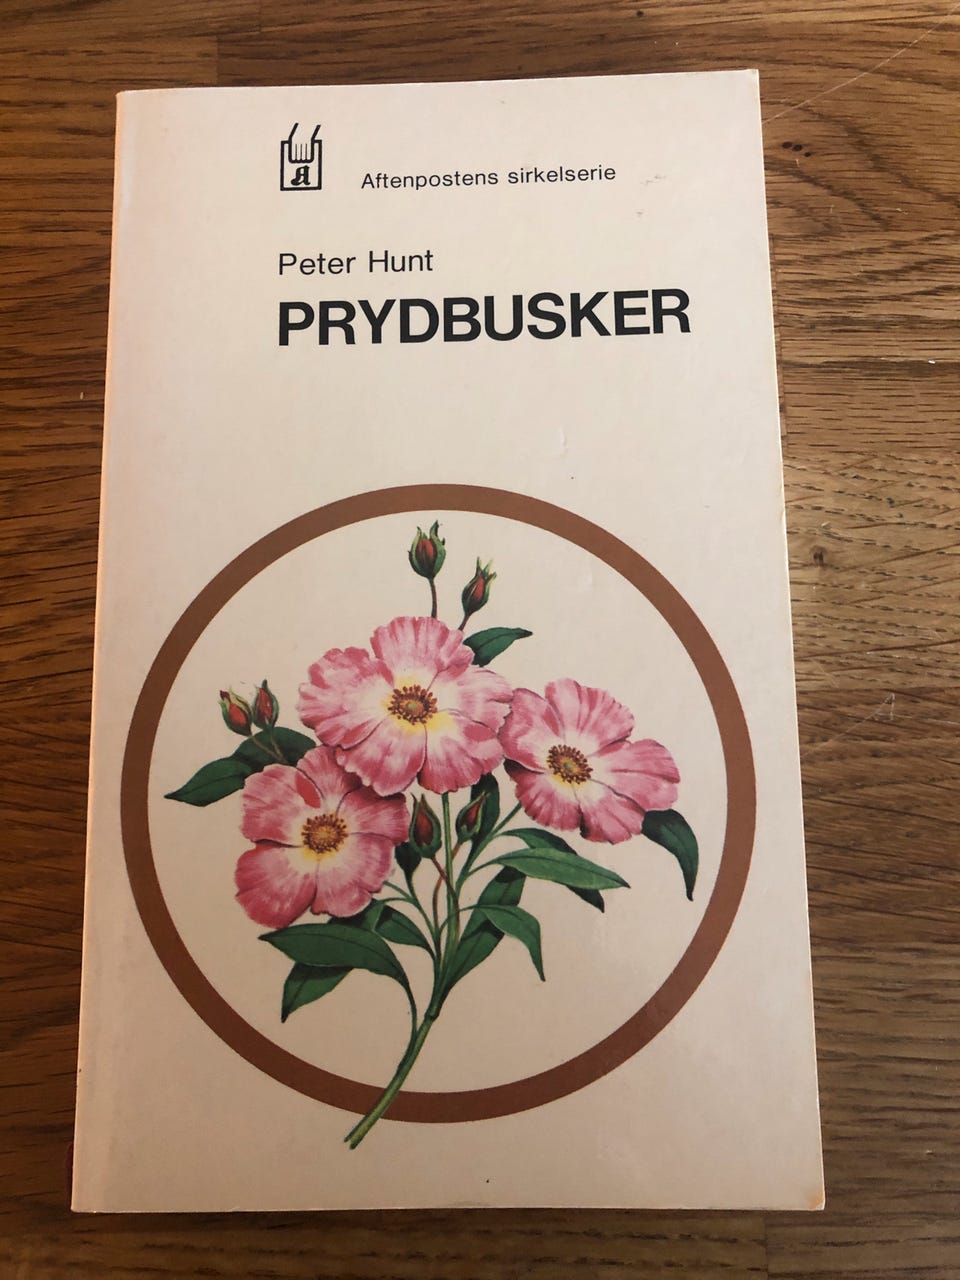 A
Aftenpostens sirkelserie
Peter Hunt
PRYDBUSKER